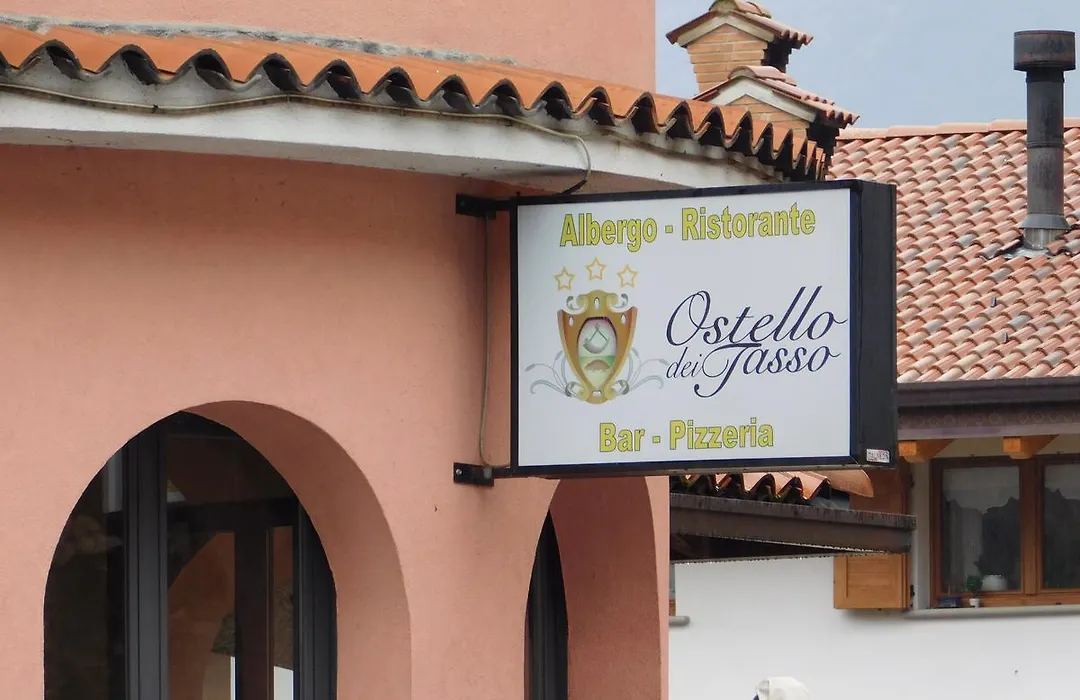 Albergo - Ristorante
Ostello
dei Tasso
Bar - Pizzeria